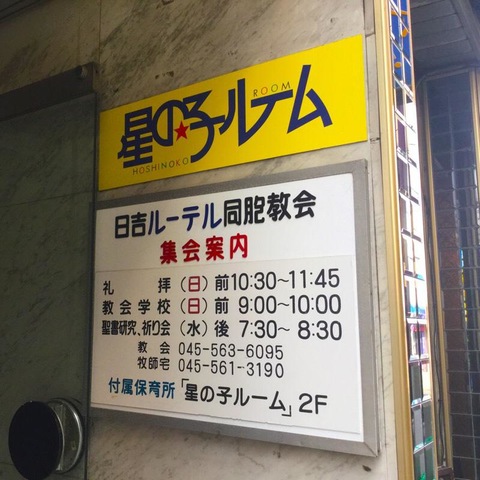 星の子ルーム
ROOM
HOSHINOKO
日吉ルーテル同胞教会
集会案内
礼 拝 (日) 前 10:30~11:45
教会学校 (日) 前 9:00~10:00
聖書研究、祈り会 (水) 後 7:30~ 8:30
教 会 045-563-6095
牧師宅 045-561-3190
付属保育所「星の子ルーム」2F